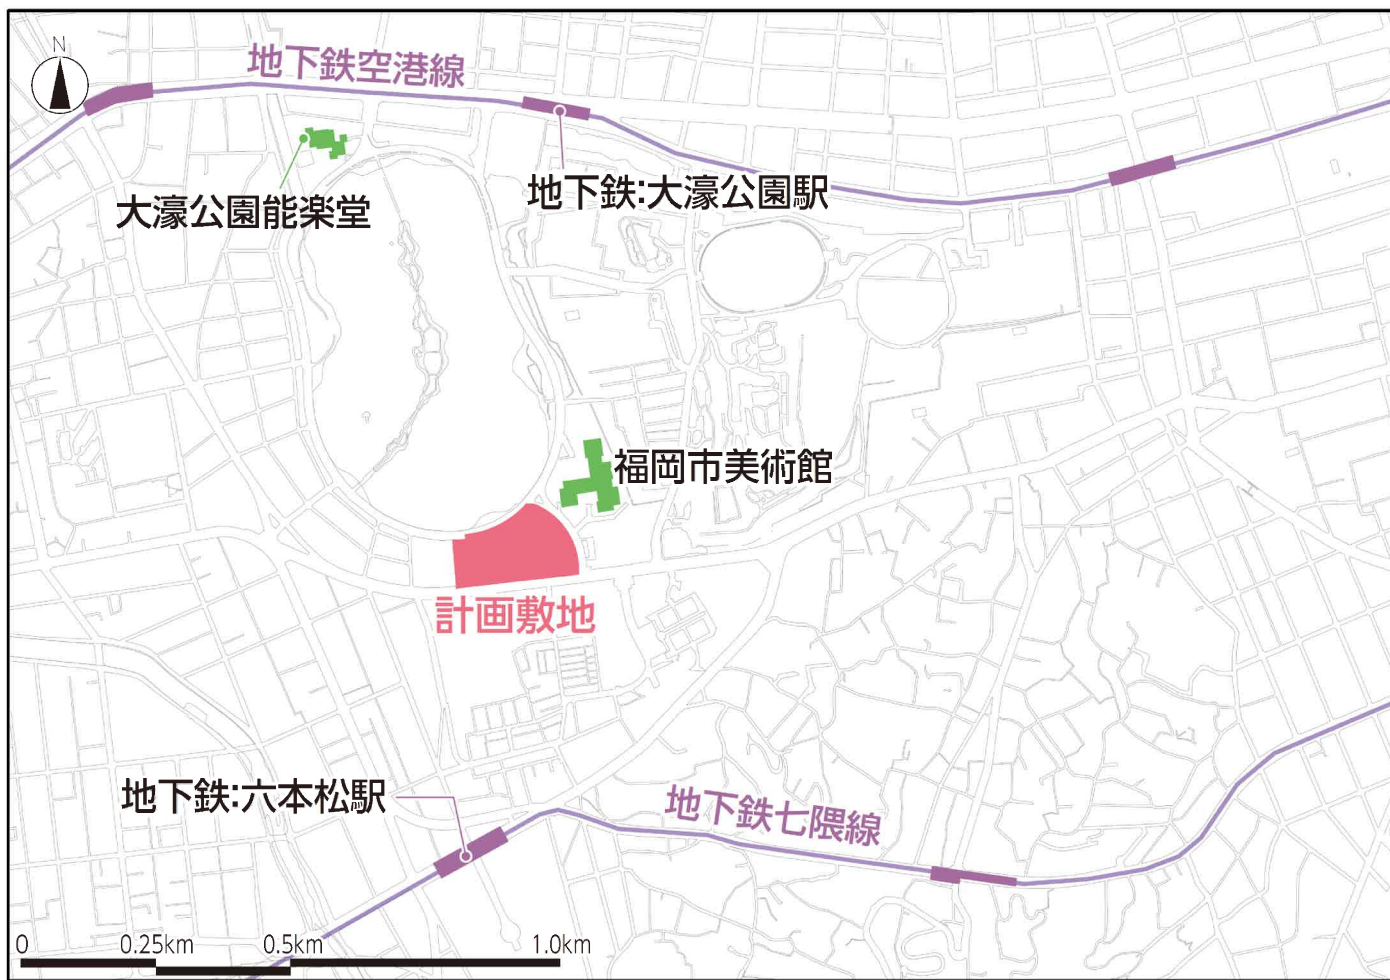 N
地下鉄空港線
大濠公園能楽堂
地下鉄:大濠公園駅
福岡市美術館
計画敷地
地下鉄:六本松駅
地下鉄七隈線
0 0.25km 0.5km 1.0km